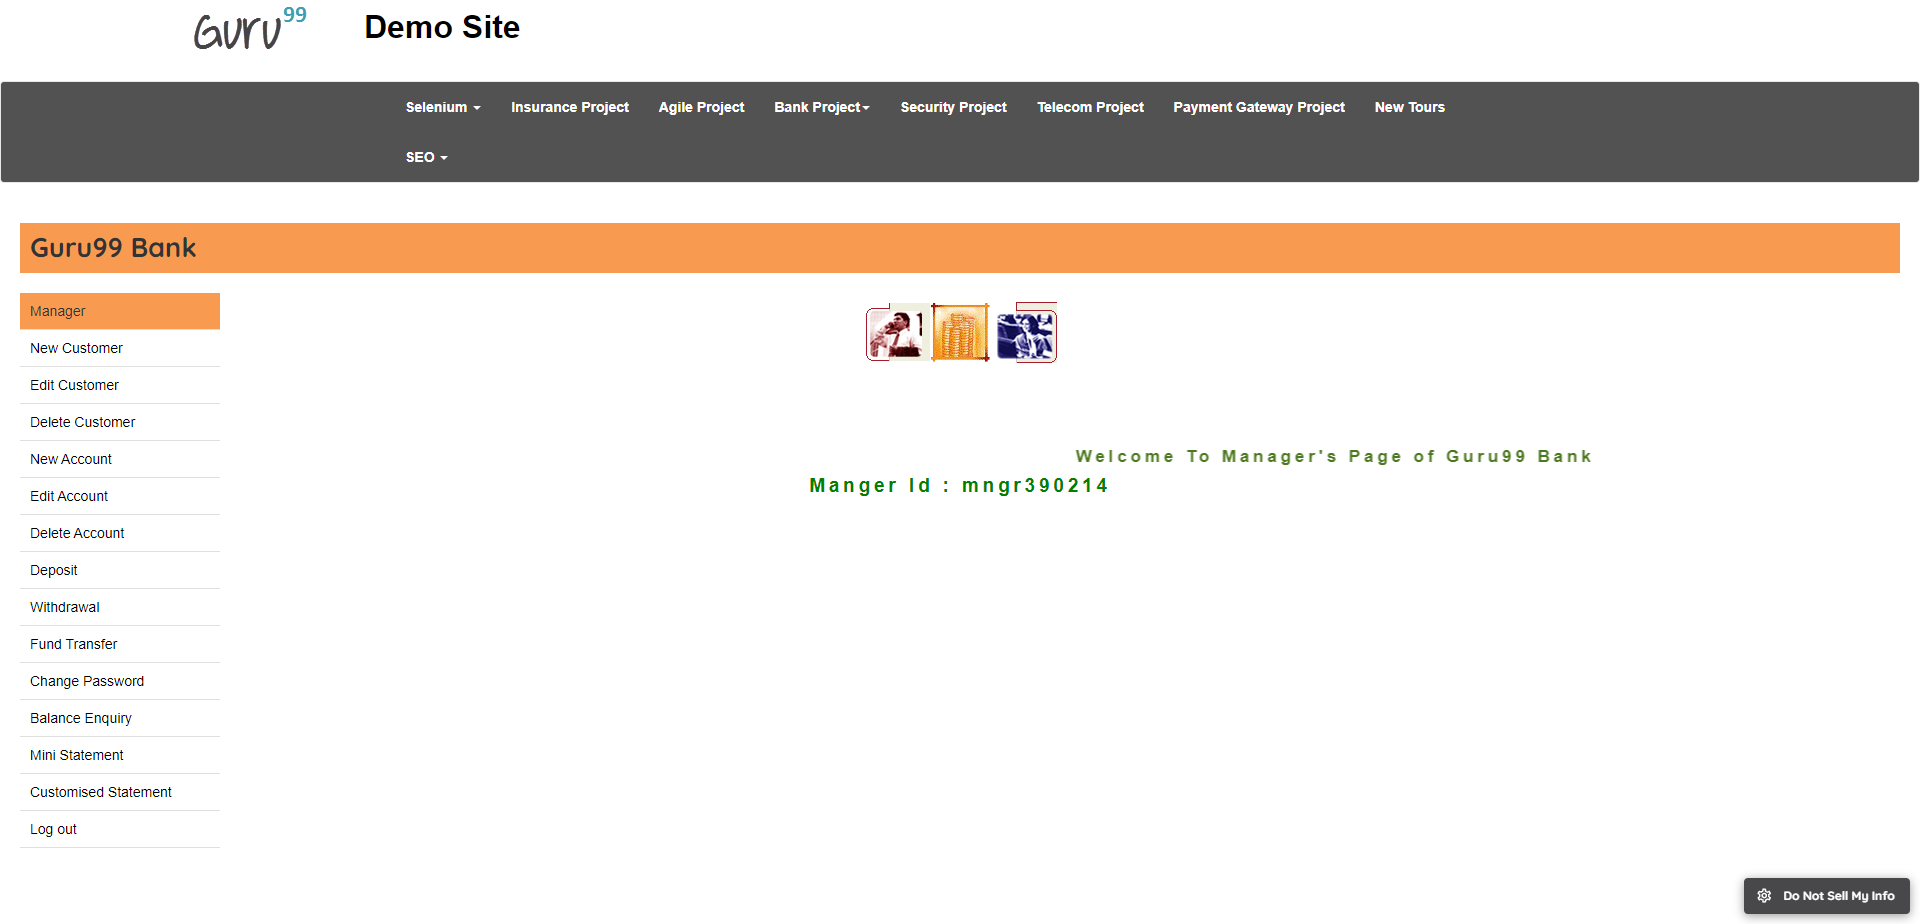 Guru99
Demo Site
Selenium
Insurance Project
Agile Project
Bank Project
Security Project
Telecom Project
Payment Gateway Project
New Tours
SEO
Guru99 Bank
Manager
New Customer
Edit Customer
Delete Customer
New Account
Edit Account
Delete Account
Deposit
Withdrawal
Fund Transfer
Change Password
Balance Enquiry
Mini Statement
Customised Statement
Log out
Welcome To Manager's Page of Guru99 Bank
Manger Id : mngr390214
Do Not Sell My Info